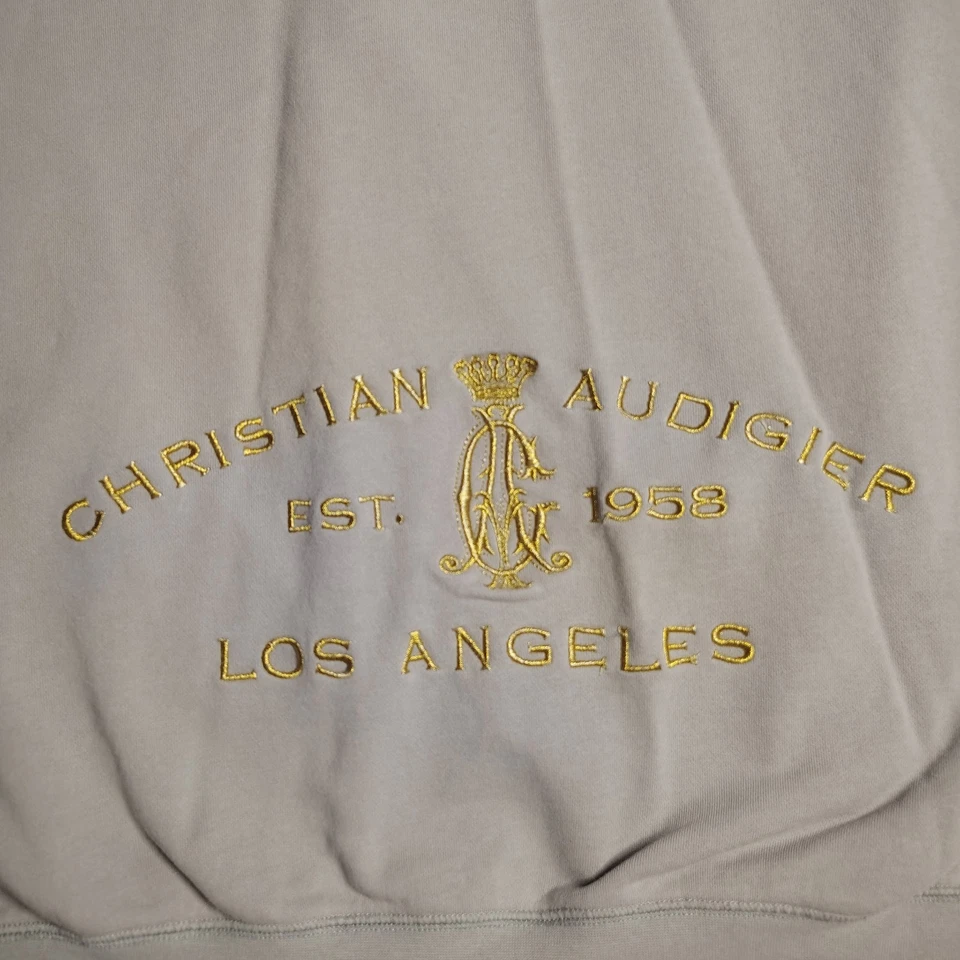 CHRISTIAN AUDIGIER
EST. 1958
LOS ANGELES